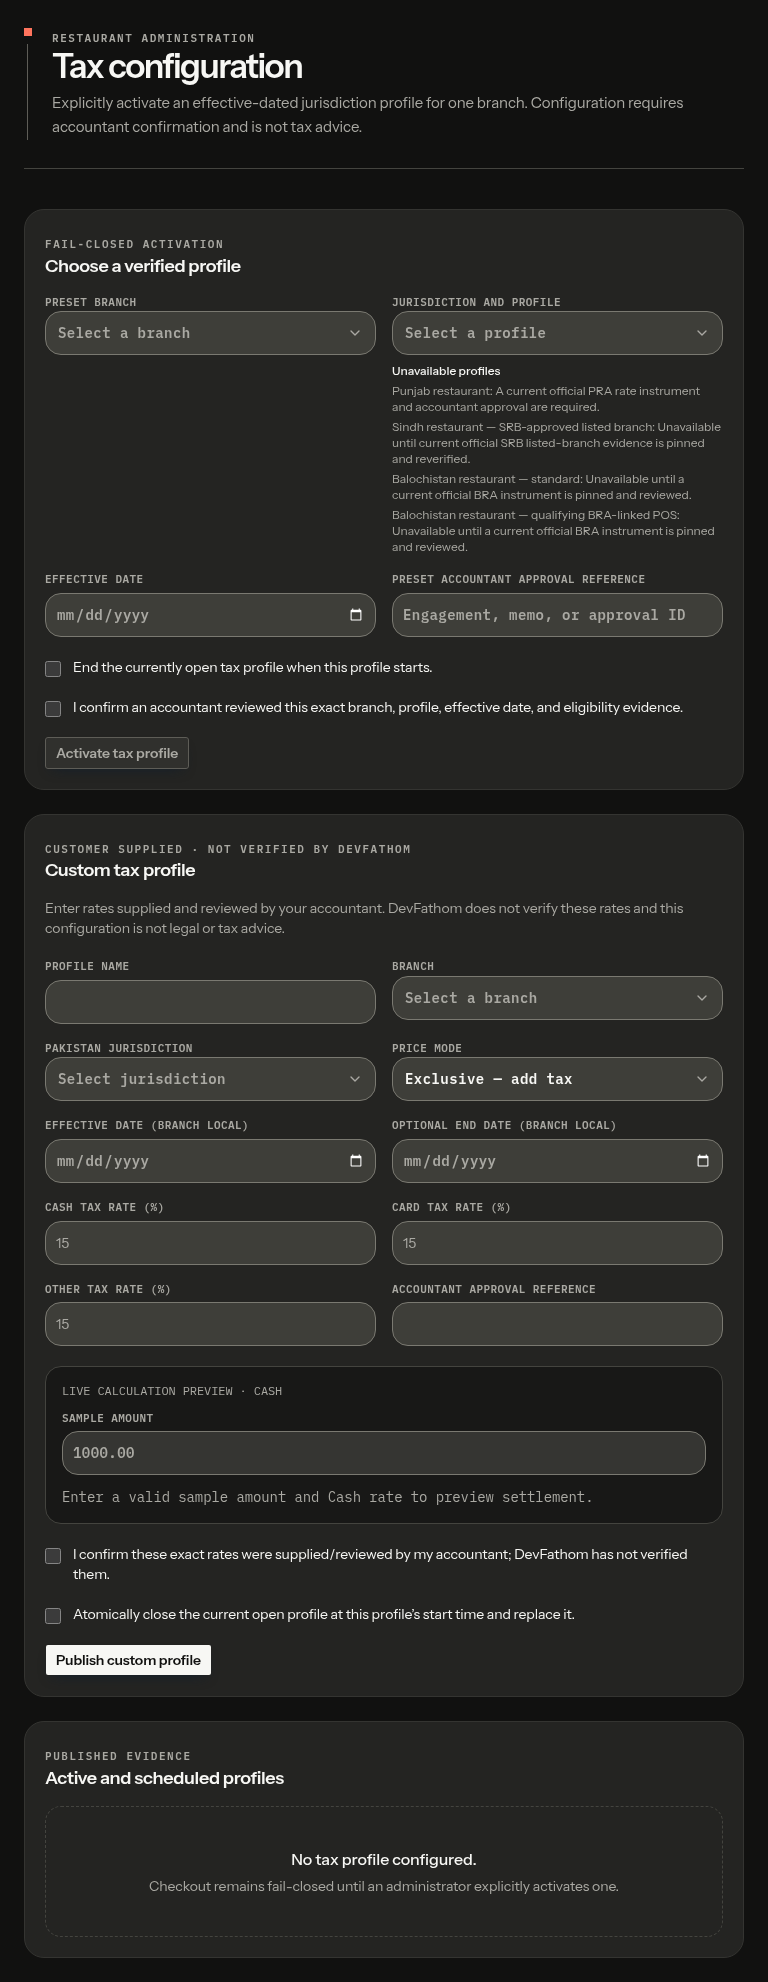 RESTAURANT ADMINISTRATION
Tax configuration
Explicitly activate an effective-dated jurisdiction profile for one branch. Configuration requires
accountant confirmation and is not tax advice.
FAIL-CLOSED ACTIVATION
Choose a verified profile
PRESET BRANCH
Select a branch
JURISDICTION AND PROFILE
Select a profile
Unavailable profiles
Punjab restaurant: A current official PRA rate instrument
and accountant approval are required.
Sindh restaurant — SRB-approved listed branch: Unavailable
until current official SRB listed-branch evidence is pinned
and reverified.
Balochistan restaurant — standard: Unavailable until a
current official BRA instrument is pinned and reviewed.
Balochistan restaurant — qualifying BRA-linked POS:
Unavailable until a current official BRA instrument is pinned
and reviewed.
EFFECTIVE DATE
mm/dd/yyyy
PRESET ACCOUNTANT APPROVAL REFERENCE
Engagement, memo, or approval ID
End the currently open tax profile when this profile starts.
I confirm an accountant reviewed this exact branch, profile, effective date, and eligibility evidence.
Activate tax profile
CUSTOMER SUPPLIED · NOT VERIFIED BY DEVFATHOM
Custom tax profile
Enter rates supplied and reviewed by your accountant. DevFathom does not verify these rates and this
configuration is not legal or tax advice.
PROFILE NAME
BRANCH
Select a branch
PAKISTAN JURISDICTION
Select jurisdiction
PRICE MODE
Exclusive — add tax
EFFECTIVE DATE (BRANCH LOCAL)
mm/dd/yyyy
OPTIONAL END DATE (BRANCH LOCAL)
mm/dd/yyyy
CASH TAX RATE (%)
15
CARD TAX RATE (%)
15
OTHER TAX RATE (%)
15
ACCOUNTANT APPROVAL REFERENCE
LIVE CALCULATION PREVIEW · CASH
SAMPLE AMOUNT
1000.00
Enter a valid sample amount and Cash rate to preview settlement.
I confirm these exact rates were supplied/reviewed by my accountant; DevFathom has not verified
them.
Atomically close the current open profile at this profile's start time and replace it.
Publish custom profile
PUBLISHED EVIDENCE
Active and scheduled profiles
No tax profile configured.
Checkout remains fail-closed until an administrator explicitly activates one.